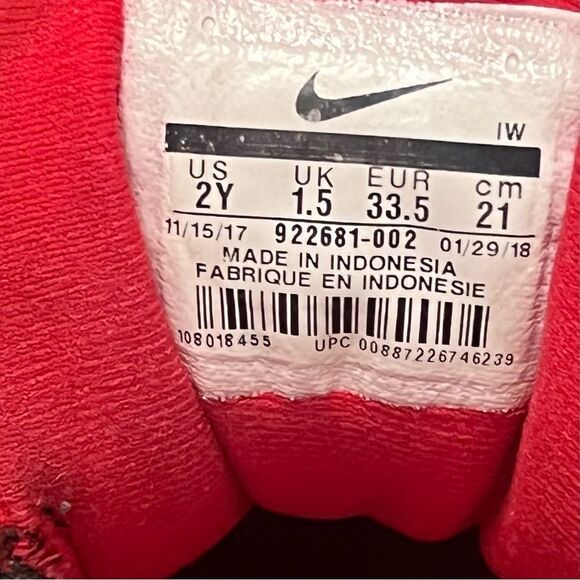 IW
US UK EUR cm
2Y 1.5 33.5 21
11/15/17 922681-002 01/29/18
MADE IN INDONESIA
FABRIQUE EN INDONESIE
108018455 UPC 00887226746239